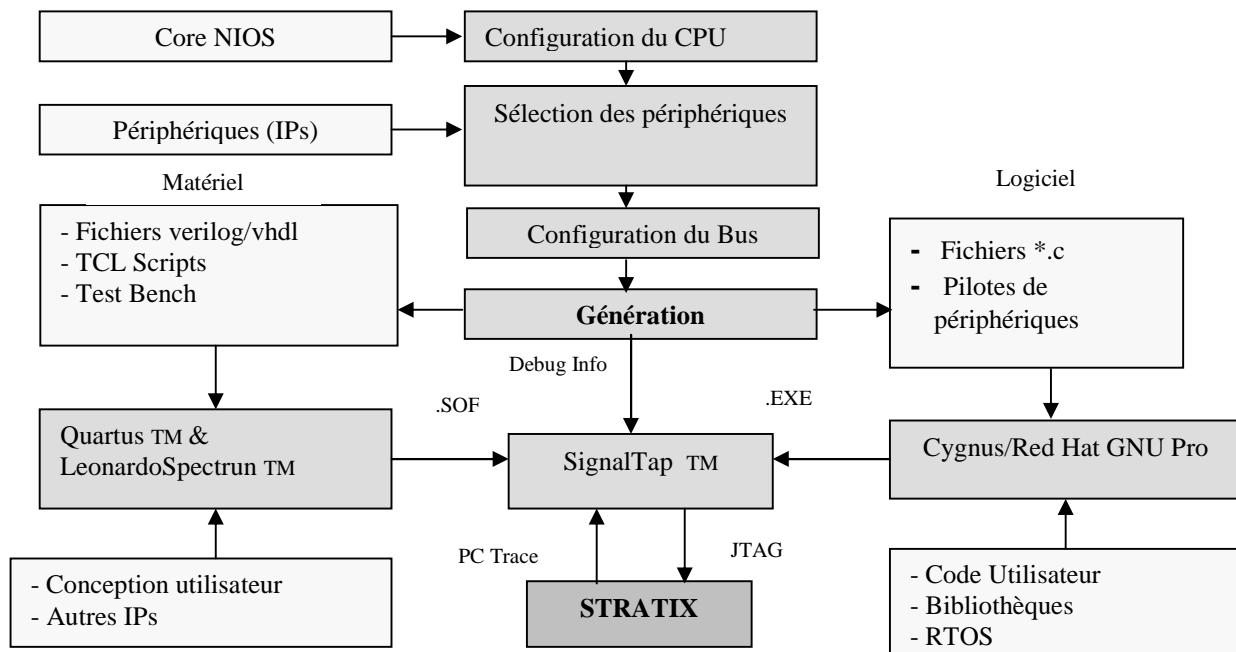 Core NIOS
Configuration du CPU
Périphériques (IPs)
Sélection des périphériques
Matériel
Logiciel
- Fichiers verilog/vhdl
- TCL Scripts
- Test Bench
Configuration du Bus
- Fichiers *.c
- Pilotes de
périphériques
Génération
Debug Info
.SOF
.EXE
Quartus TM &
LeonardoSpectrun TM
SignalTap TM
Cygnus/Red Hat GNU Pro
PC Trace
JTAG
- Conception utilisateur
- Autres IPs
STRATIX
- Code Utilisateur
- Bibliothèques
- RTOS